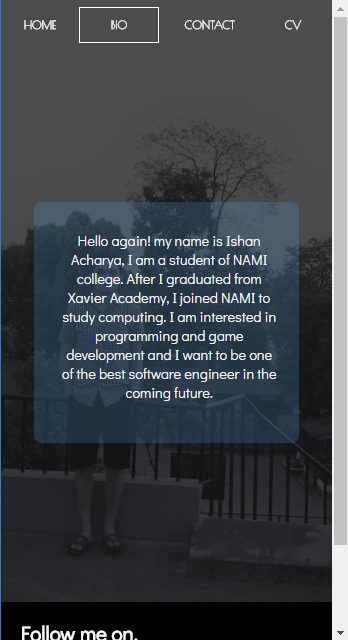 HOME BIO CONTACT CV
Hello again! my name is Ishan
Acharya, I am a student of NAMI
college. After I graduated from
Xavier Academy, I joined NAMI to
study computing. I am interested in
programming and game
development and I want to be one
of the best software engineer in the
coming future.
Follow me on,